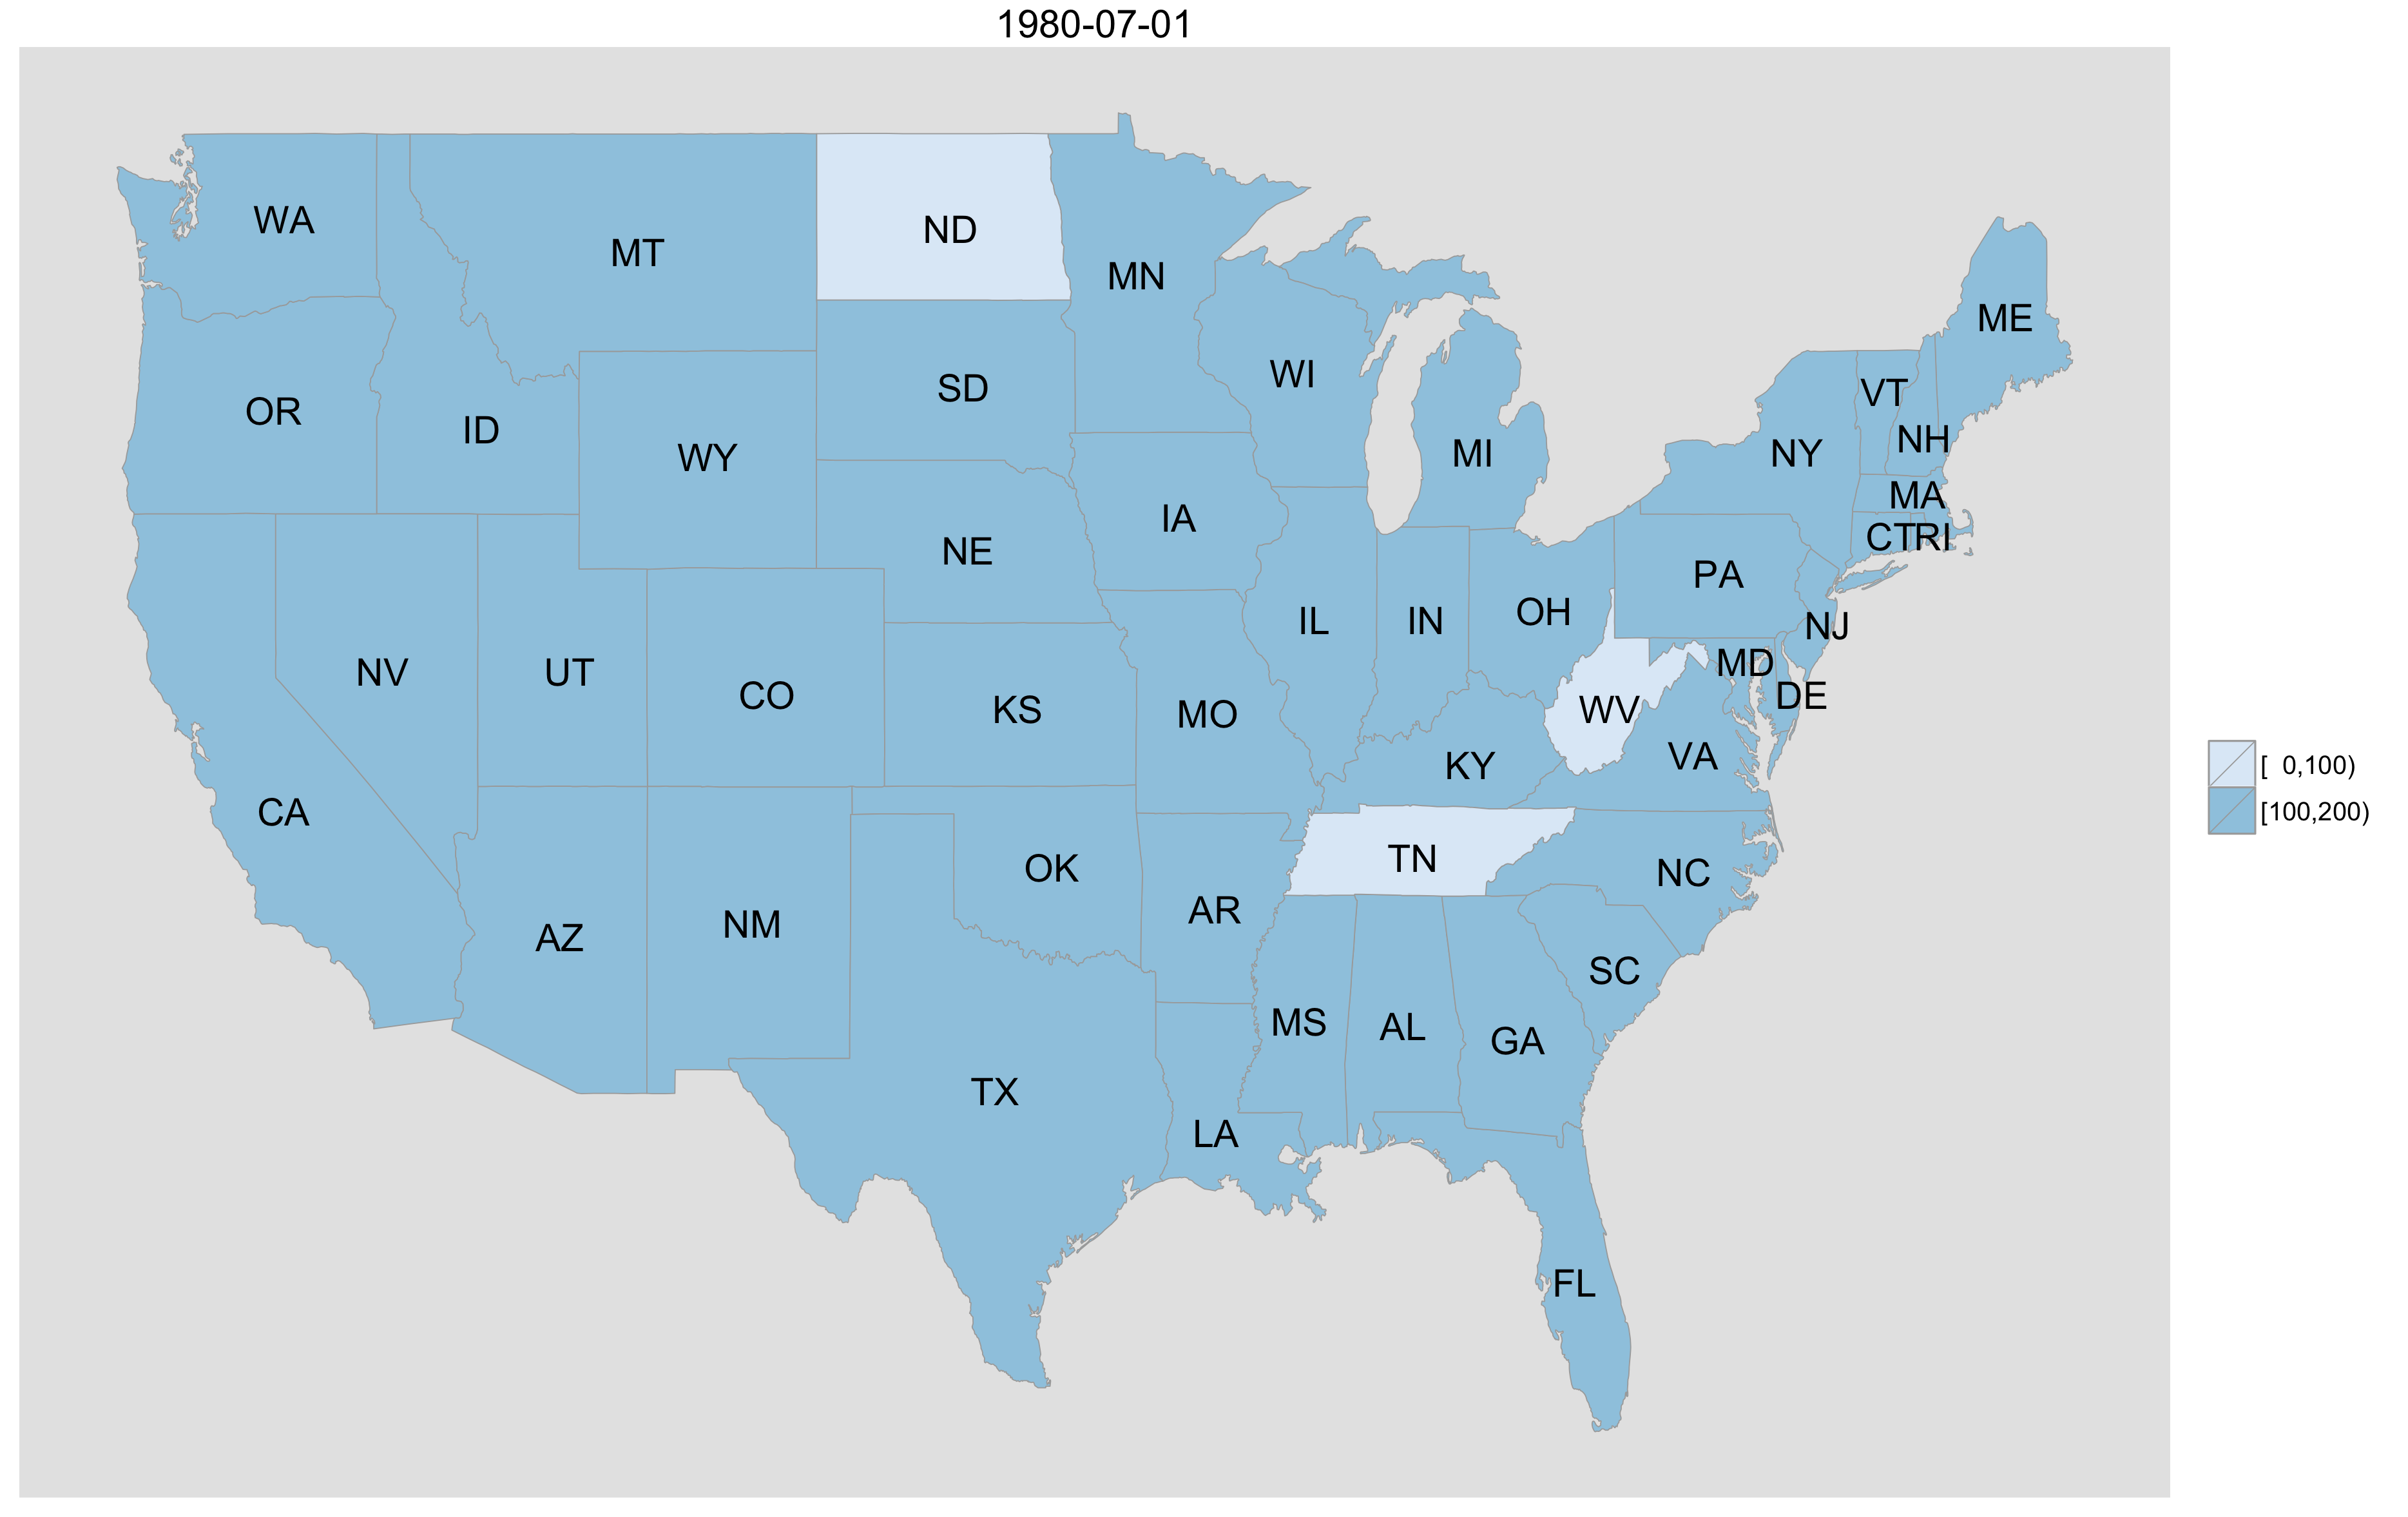 1980-07-01
WA
MT
ND
MN
ME
OR
ID
WY
SD
WI
MI
NY
VT
NH
MA
CT
RI
IA
NE
PA
NJ
NV
UT
CO
KS
MO
IL
IN
OH
WV
MD
DE
VA
KY
CA
AZ
NM
OK
AR
TN
NC
SC
TX
LA
MS
AL
GA
FL
[ 0,100)
[100,200)